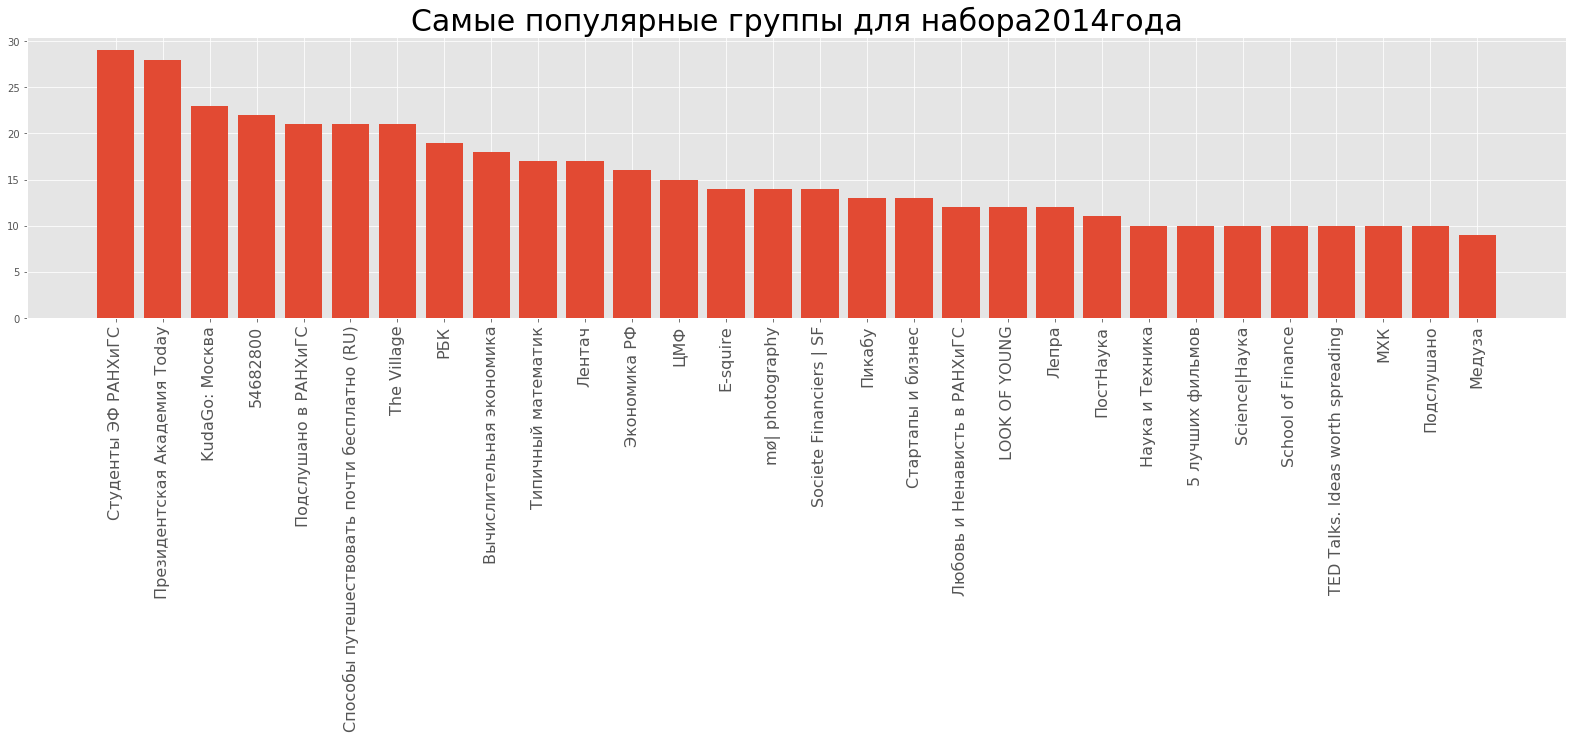 Самые популярные группы для набора2014года
30
25
20
15
10
5
0
Студенты ЭФ РАНХиГС
Президентская Академия Today
KudaGo: Москва
54682800
Подслушано в РАНХиГС
Способы путешествовать почти бесплатно (RU)
The Village
РБК
Вычислительная экономика
Типичный математик
Лентач
Экономика РФ
ЦМФ
E-squire
mø| photography
Societe Financiers | SF
Пикабу
Стартапы и бизнес
Любовь и Ненависть в РАНХиГС
LOOK OF YOUNG
Лепра
ПостНаука
Наука и Техника
5 лучших фильмов
Science|Наука
School of Finance
TED Talks. Ideas worth spreading
МХК
Подслушано
Медуза